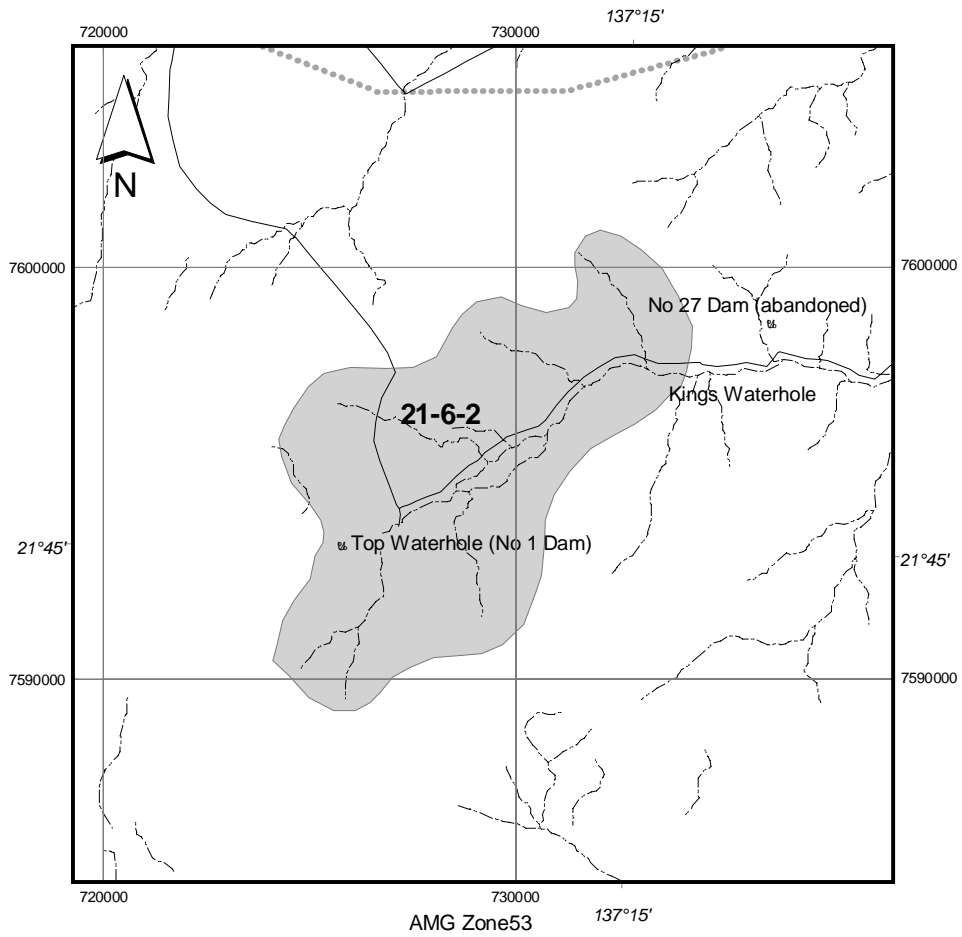 137°15'
720000
730000
N
7600000
7600000
No 27 Dam (abandoned)
Kings Waterhole
21-6-2
Top Waterhole (No 1 Dam)
21°45'
21°45'
7590000
7590000
720000
730000
137°15'
AMG Zone53